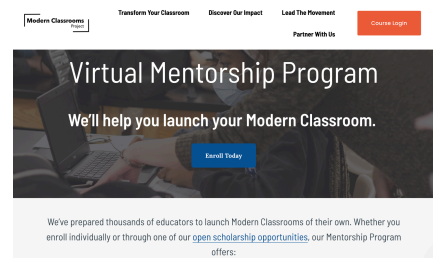 Modern Classrooms
Project
Transform Your Classroom
Discover Our Impact
Lead The Movement
Partner With Us
Course Login
Virtual Mentorship Program
We'll help you launch your Modern Classroom.
Enroll Today
We've prepared thousands of educators to launch Modern Classrooms of their own. Whether you
enroll individually or through one of our open scholarship opportunities, our Mentorship Program
offers: